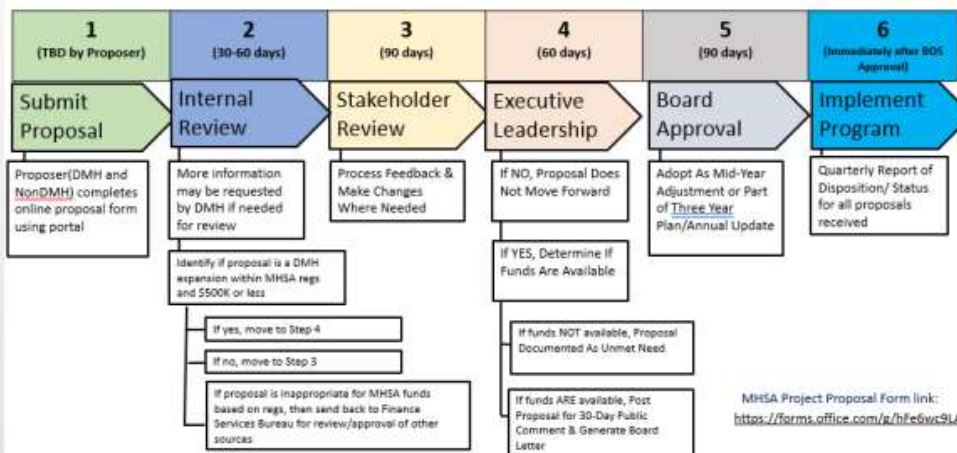 1
(TBD by Proposer)
2
(30-60 days)
3
(90 days)
4
(60 days)
5
(90 days)
6
(Immediately after BOS
Approval)
Submit
Proposal
Internal
Review
Stakeholder
Review
Executive
Leadership
Board
Approval
Implement
Program
Proposer(DMH and
NonDMH) completes
online proposal form
using portal
More information
may be requested
by DMH if needed
for review
Identify if proposal is a DMH
expansion within MHSA regs
and $500K or less
If yes, move to Step 4
If no, move to Step 3
If proposal is inappropriate for MHSA funds
based on regs, then send back to Finance
Services Bureau for review/approval of other
sources
Process Feedback &
Make Changes
Where Needed
If NO, Proposal Does
Not Move Forward
If YES, Determine If
Funds Are Available
If funds NOT available, Proposal
Documented As Unmet Need
If funds ARE available, Post
Proposal for 30-Day Public
Comment & Generate Board
Letter
Adopt As Mid-Year
Adjustment or Part
of Three Year
Plan/Annual Update
Quarterly Report of
Disposition/ Status
for all proposals
received
MHSA Project Proposal Form link:
https://forms.office.com/g/hFe6wc9LA